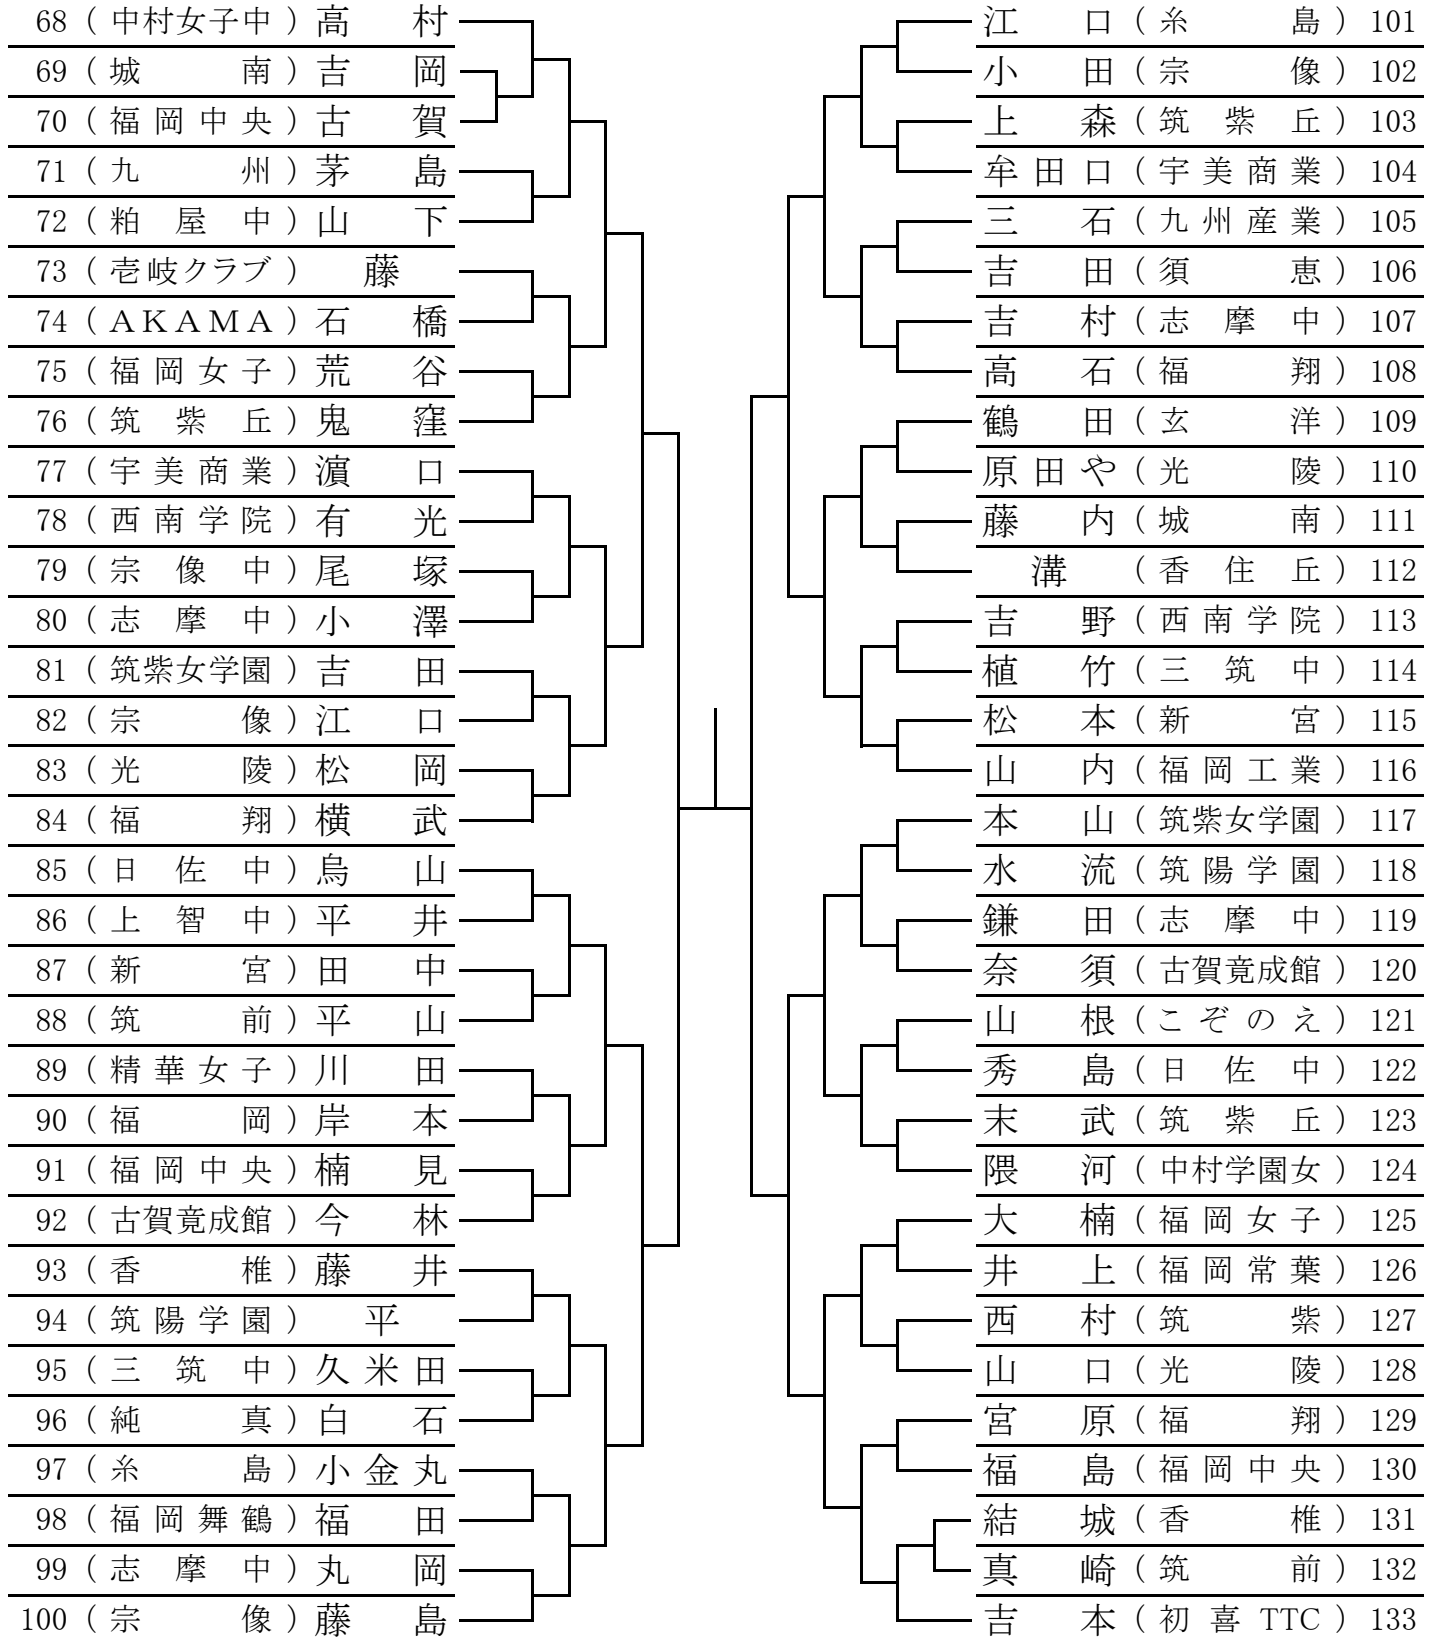 68 （ 中村女子中 ） 高村
69 （ 城南 ） 吉岡
70 （ 福岡中央 ） 古賀
71 （ 九州 ） 茅島
72 （ 粕屋中 ） 山下
73 （ 壱岐クラブ ） 藤
74 （ AKAMA ） 石橋
75 （ 福岡女子 ） 荒谷
76 （ 筑紫丘 ） 鬼窪
77 （ 宇美商業 ） 濵口
78 （ 西南学院 ） 有光
79 （ 宗像中 ） 尾塚
80 （ 志摩中 ） 小澤
81 （ 筑紫女学園 ） 吉田
82 （ 宗像 ） 江口
83 （ 光陵 ） 松岡
84 （ 福翔 ） 横武
85 （ 日佐中 ） 烏山
86 （ 上智中 ） 平井
87 （ 新宮 ） 田中
88 （ 筑前 ） 平山
89 （ 精華女子 ） 川田
90 （ 福岡 ） 岸本
91 （ 福岡中央 ） 楠見
92 （ 古賀竟成館 ） 今林
93 （ 香椎 ） 藤井
94 （ 筑陽学園 ） 平
95 （ 三筑中 ） 久米田
96 （ 純真 ） 白石
97 （ 糸島 ） 小金丸
98 （ 福岡舞鶴 ） 福田
99 （ 志摩中 ） 丸岡
100 （ 宗像 ） 藤島
江口 （ 糸島 ） 101
小田 （ 宗像 ） 102
上森 （ 筑紫丘 ） 103
牟田口 （ 宇美商業 ） 104
三石 （ 九州産業 ） 105
吉田 （ 須恵 ） 106
吉村 （ 志摩中 ） 107
高石 （ 福翔 ） 108
鶴田 （ 玄洋 ） 109
原田や （ 光陵 ） 110
藤内 （ 城南 ） 111
溝 （ 香住丘 ） 112
吉野 （ 西南学院 ） 113
植竹 （ 三筑中 ） 114
松本 （ 新宮 ） 115
山内 （ 福岡工業 ） 116
本山 （ 筑紫女学園 ） 117
水流 （ 筑陽学園 ） 118
鎌田 （ 志摩中 ） 119
奈須 （ 古賀竟成館 ） 120
山根 （ こぞのえ ） 121
秀島 （ 日佐中 ） 122
末武 （ 筑紫丘 ） 123
隈河 （ 中村学園女 ） 124
大楠 （ 福岡女子 ） 125
井上 （ 福岡常葉 ） 126
西村 （ 筑紫 ） 127
山口 （ 光陵 ） 128
宮原 （ 福翔 ） 129
福島 （ 福岡中央 ） 130
結城 （ 香椎 ） 131
真崎 （ 筑前 ） 132
吉本 （ 初喜TTC ） 133